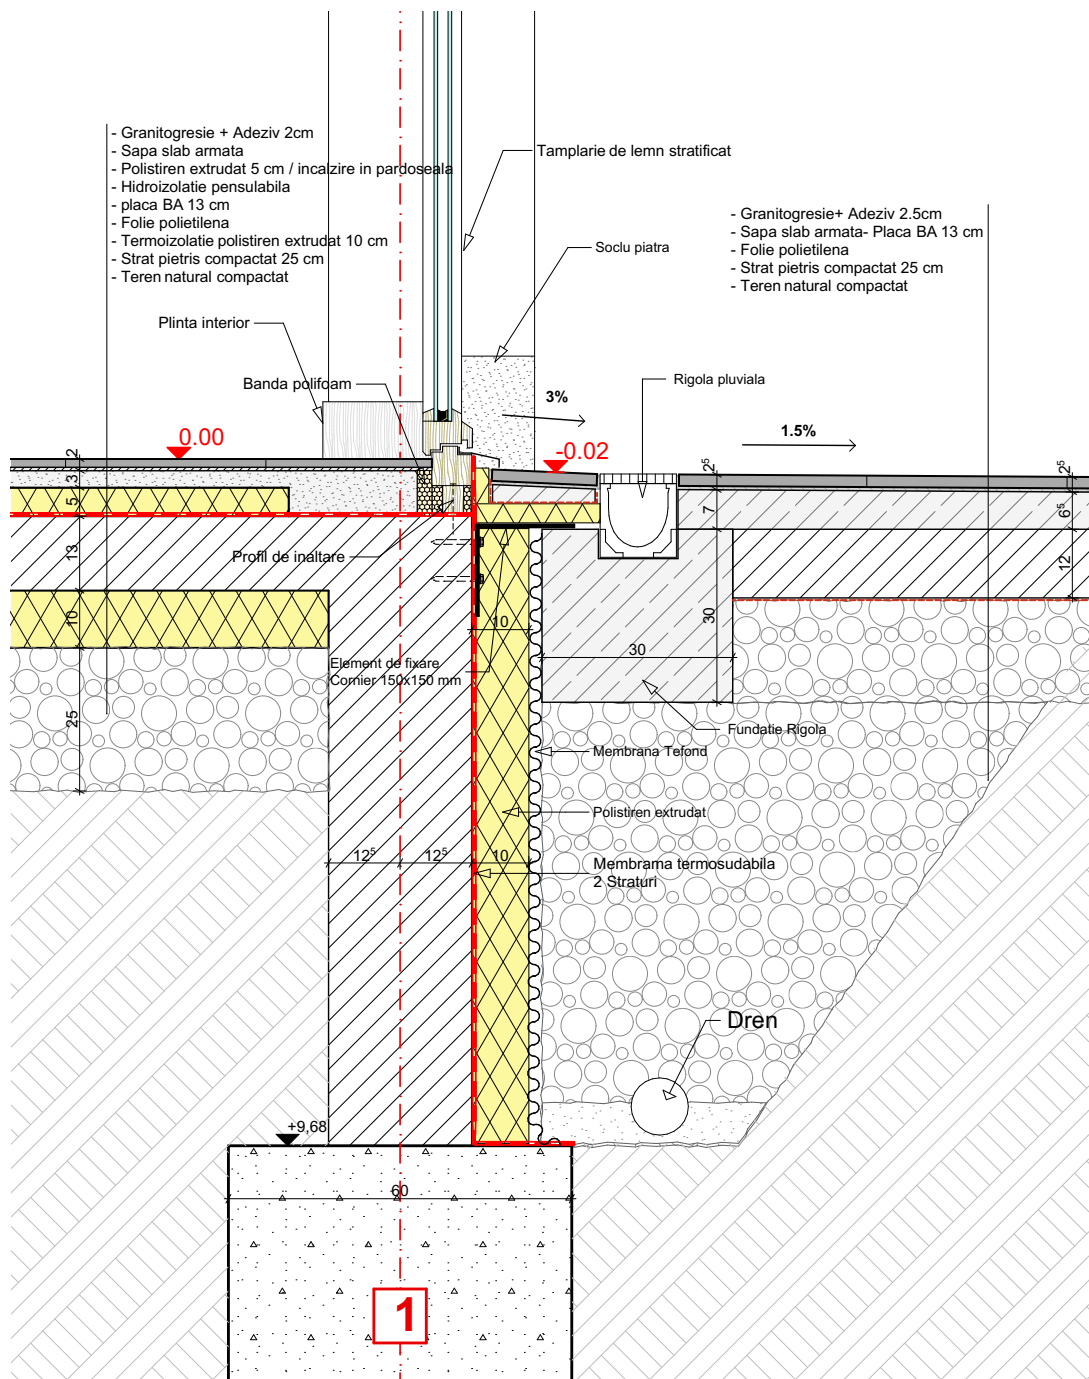 - Granitogresie + Adeziv 2cm
- Sapa slab armata
- Polistiren extrudat 5 cm / incalzire in pardoseala
- Hidroizolatie pensulabila
- placa BA 13 cm
- Folie polietilena
- Termoizolatie polistiren extrudat 10 cm
- Strat pietris compactat 25 cm
- Teren natural compactat
Tamplarie de lemn stratificat
- Granitogresie+ Adeziv 2.5cm
- Sapa slab armata- Placa BA 13 cm
- Folie polietilena
- Strat pietris compactat 25 cm
- Teren natural compactat
Soclu piatra
Plinta interior
Banda polifoam
Rigola pluviala
3%
1.5%
0.00
-0.02
2
3
5
13
10
25
2⁵
7
30
2⁵
6⁵
12
Profil de inaltare
10
30
Element de fixare
Cornier 150x150 mm
Fundatie Rigola
Membrana Tefond
Polistiren extrudat
12⁵
12⁵
10
Membrama termosudabila
2 Straturi
Dren
+9,68
60
1